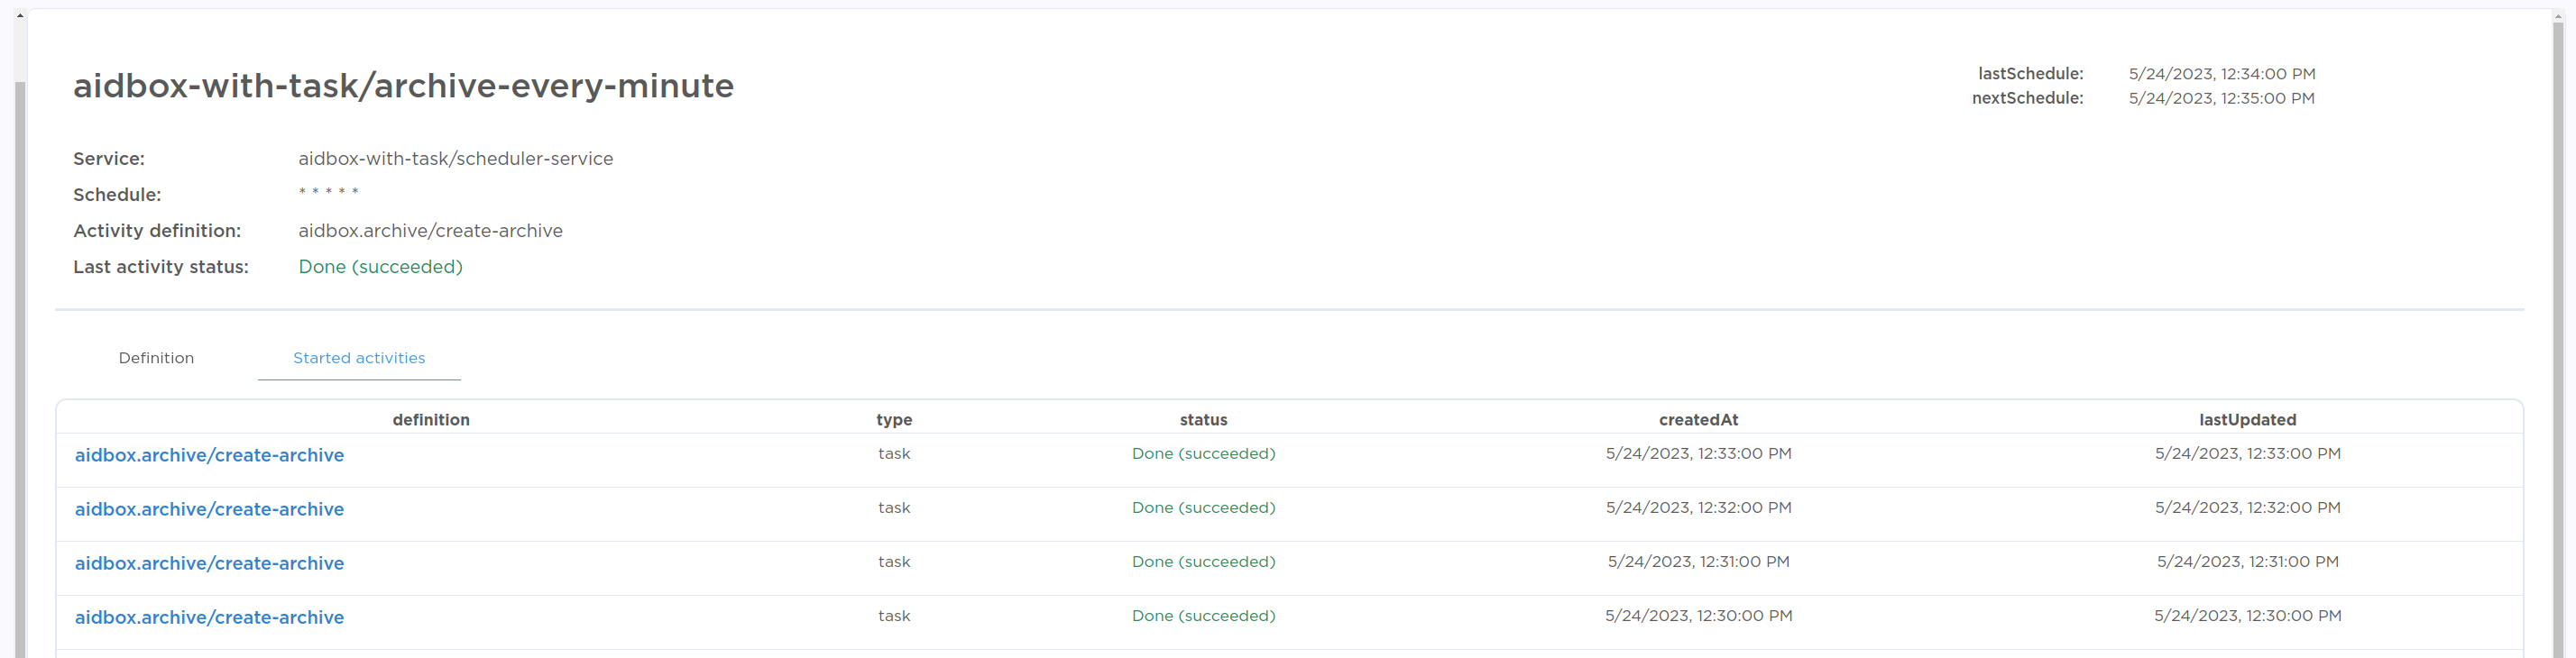 aidbox-with-task/archive-every-minute
lastSchedule: 5/24/2023, 12:34:00 PM
nextSchedule: 5/24/2023, 12:35:00 PM
Service: aidbox-with-task/scheduler-service
Schedule: * * * * *
Activity definition: aidbox.archive/create-archive
Last activity status: Done (succeeded)
Definition Started activities
definition type status createdAt lastUpdated
aidbox.archive/create-archive task Done (succeeded) 5/24/2023, 12:33:00 PM 5/24/2023, 12:33:00 PM
aidbox.archive/create-archive task Done (succeeded) 5/24/2023, 12:32:00 PM 5/24/2023, 12:32:00 PM
aidbox.archive/create-archive task Done (succeeded) 5/24/2023, 12:31:00 PM 5/24/2023, 12:31:00 PM
aidbox.archive/create-archive task Done (succeeded) 5/24/2023, 12:30:00 PM 5/24/2023, 12:30:00 PM